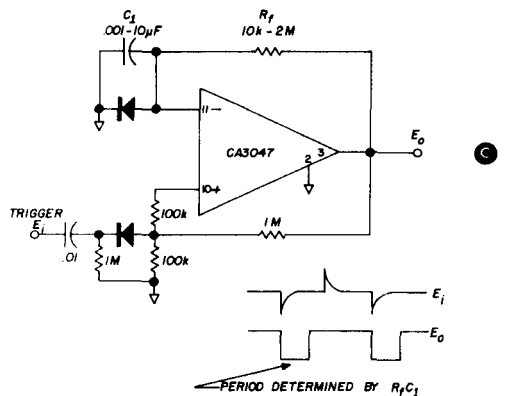 C1
.001-10µF
Rf
10k-2M
11-
CA3047
2
3
Eo
C
10+
TRIGGER
Ei
.01
1M
100k
100k
1M
Ei
Eo
PERIOD DETERMINED BY RfC1